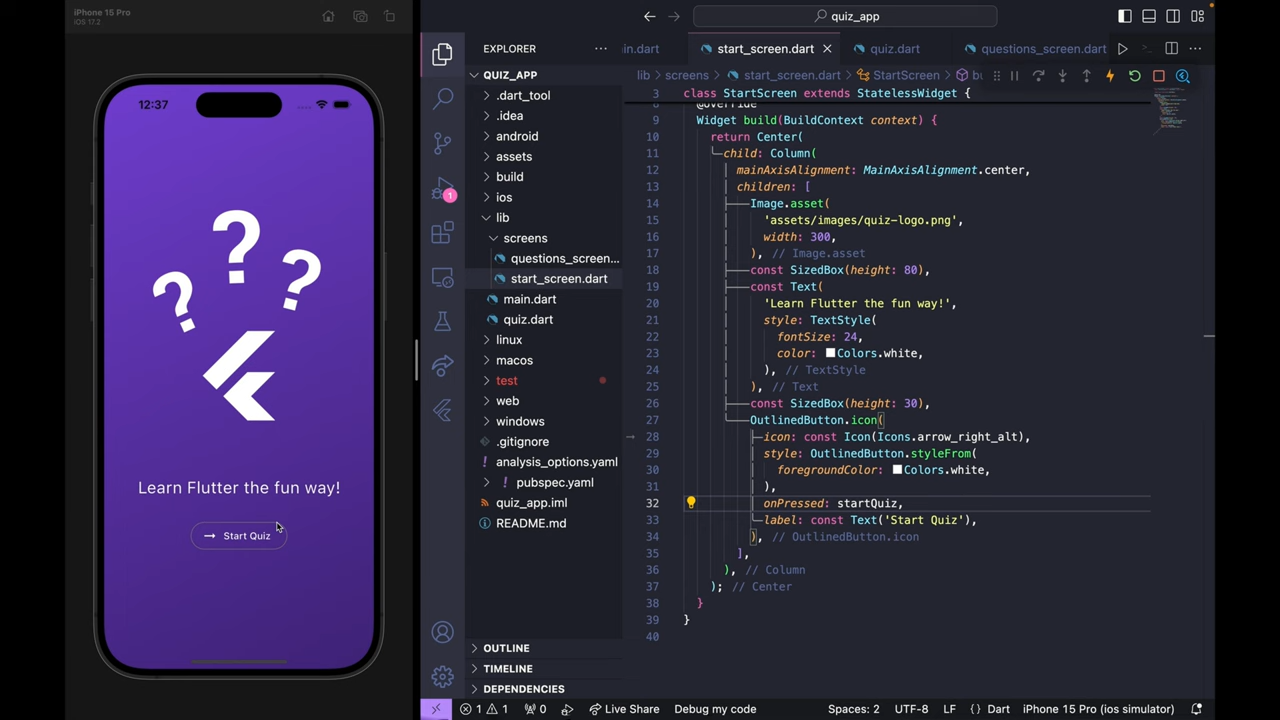 iPhone 15 Pro
iOS 17.2
12:37
?
?
?
Learn Flutter the fun way!
→ Start Quiz
quiz_app
EXPLORER
QUIZ_APP
.dart_tool
.idea
android
assets
build
ios
lib
screens
questions_screen...
start_screen.dart
main.dart
quiz.dart
linux
macos
test
web
windows
.gitignore
analysis_options.yaml
pubspec.yaml
quiz_app.iml
README.md
OUTLINE
TIMELINE
DEPENDENCIES
1
in.dart
start_screen.dart
quiz.dart
questions_screen.dart
lib > screens > start_screen.dart > StartScreen > bu
3 class StartScreen extends StatelessWidget {
8 @override
9 Widget build(BuildContext context) {
10 return Center(
11 child: Column(
12 mainAxisAlignment: MainAxisAlignment.center,
13 children: [
14 Image.asset(
15 'assets/images/quiz-logo.png',
16 width: 300,
17 ), // Image.asset
18 const SizedBox(height: 80),
19 const Text(
20 'Learn Flutter the fun way!',
21 style: TextStyle(
22 fontSize: 24,
23 color: Colors.white,
24 ), // TextStyle
25 ), // Text
26 const SizedBox(height: 30),
27 OutlinedButton.icon(
28 icon: const Icon(Icons.arrow_right_alt),
29 style: OutlinedButton.styleFrom(
30 foregroundColor: Colors.white,
31 ),
32 onPressed: startQuiz,
33 label: const Text('Start Quiz'),
34 ), // OutlinedButton.icon
35 ],
36 ), // Column
37 ); // Center
38 }
39 }
40
1 1 0 Live Share Debug my code Spaces: 2 UTF-8 LF {} Dart iPhone 15 Pro (ios simulator)